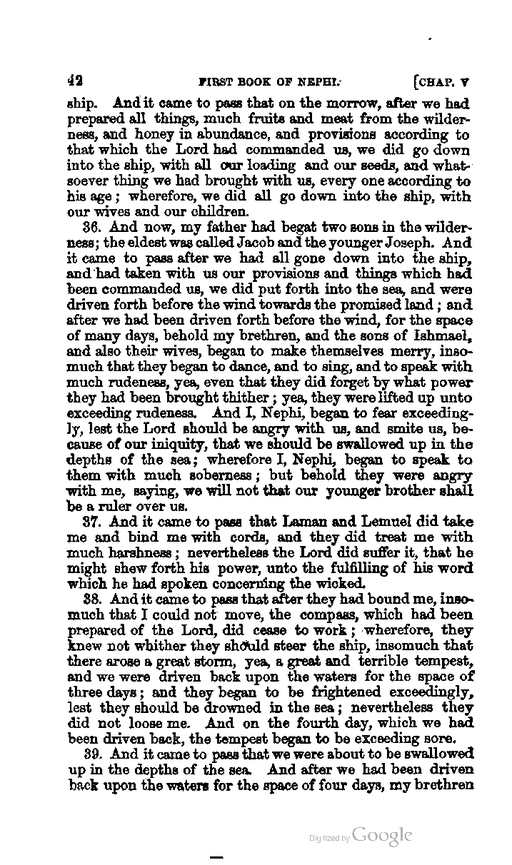 42 FIRST BOOK OF NEPHI. [CHAP. V
ship. And it came to pass that on the morrow, after we had
prepared all things, much fruits and meat from the wilder-
ness, and honey in abundance, and provisions according to
that which the Lord had commanded us, we did go down
into the ship, with all our loading and our seeds, and what-
soever thing we had brought with us, every one according to
his age; wherefore, we did all go down into the ship, with
our wives and our children.
36. And now, my father had begat two sons in the wilder-
ness; the eldest was called Jacob and the younger Joseph. And
it came to pass after we had all gone down into the ship,
and had taken with us our provisions and things which had
been commanded us, we did put forth into the sea, and were
driven forth before the wind towards the promised land; and
after we had been driven forth before the wind, for the space
of many days, behold my brethren, and the sons of Ishmael,
and also their wives, began to make themselves merry, inso-
much that they began to dance, and to sing, and to speak with
much rudeness, yea, even that they did forget by what power
they had been brought thither; yea, they were lifted up unto
exceeding rudeness. And I, Nephi, began to fear exceeding-
ly, lest the Lord should be angry with us, and smite us, be-
cause of our iniquity, that we should be swallowed up in the
depths of the sea; wherefore I, Nephi, began to speak to
them with much soberness; but behold they were angry
with me, saying, we will not that our younger brother shall
be a ruler over us.
37. And it came to pass that Laman and Lemuel did take
me and bind me with cords, and they did treat me with
much harshness; nevertheless the Lord did suffer it, that he
might shew forth his power, unto the fulfilling of his word
which he had spoken concerning the wicked.
38. And it came to pass that after they had bound me, inso-
much that I could not move, the compass, which had been
prepared of the Lord, did cease to work; wherefore, they
knew not whither they should steer the ship, insomuch that
there arose a great storm, yea, a great and terrible tempest,
and we were driven back upon the waters for the space of
three days; and they began to be frightened exceedingly,
lest they should be drowned in the sea; nevertheless they
did not loose me. And on the fourth day, which we had
been driven back, the tempest began to be exceeding sore.
39. And it came to pass that we were about to be swallowed
up in the depths of the sea. And after we had been driven
back upon the waters for the space of four days, my brethren
Digitized by Google